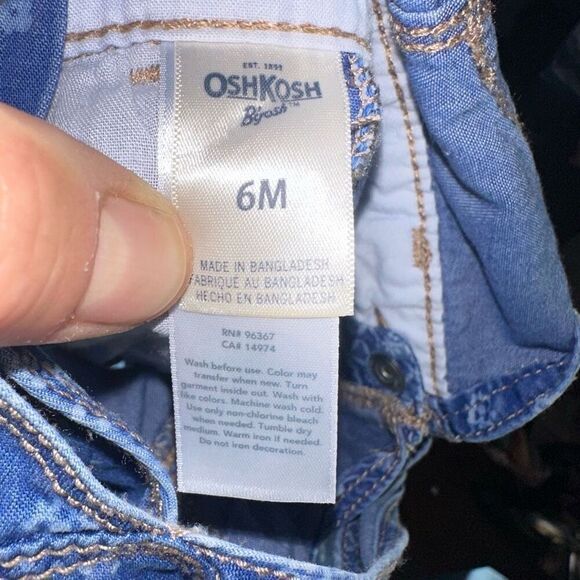 EST. 1895
OSHKOSH
B'gosh™
6M
MADE IN BANGLADESH
FABRIQUÉ AU BANGLADESH
HECHO EN BANGLADESH
RN# 96367
CA# 14974
Wash before use. Color may
transfer when new. Turn
garment inside out. Wash with
like colors. Machine wash cold.
Use only non-chlorine bleach
when needed. Tumble dry
medium. Warm iron if needed.
Do not iron decoration.